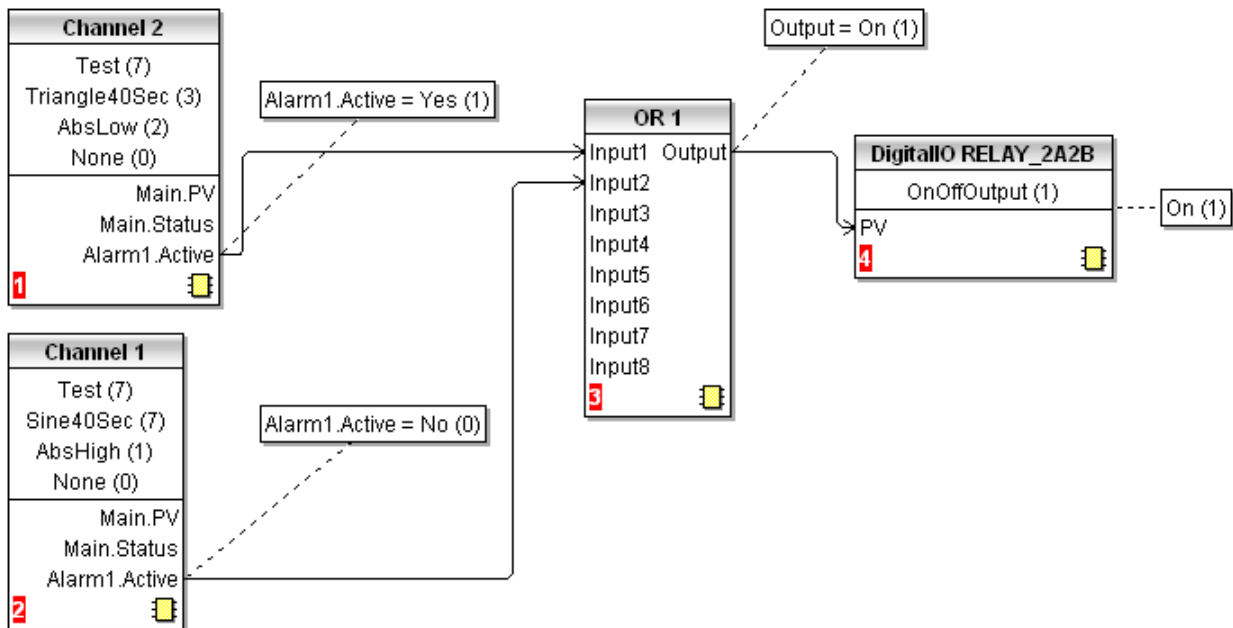 Channel 2
Test (7)
Triangle40Sec (3)
AbsLow (2)
None (0)
Main.PV
Main.Status
Alarm1.Active
1
Alarm1.Active = Yes (1)
Channel 1
Test (7)
Sine40Sec (7)
AbsHigh (1)
None (0)
Main.PV
Main.Status
Alarm1.Active
2
Alarm1.Active = No (0)
OR 1
Input1 Output
Input2
Input3
Input4
Input5
Input6
Input7
Input8
3
Output = On (1)
DigitalIO RELAY_2A2B
OnOffOutput (1)
PV
4
On (1)